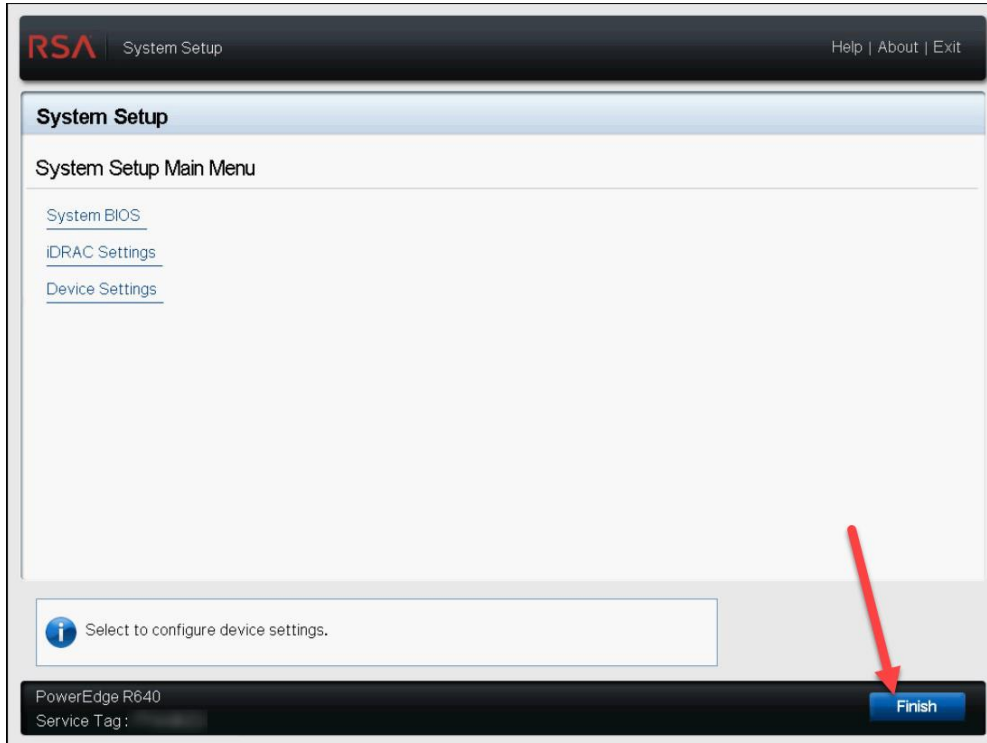 RSA System Setup Help | About | Exit
System Setup
System Setup Main Menu
System BIOS
iDRAC Settings
Device Settings
Select to configure device settings.
PowerEdge R640
Service Tag :
Finish